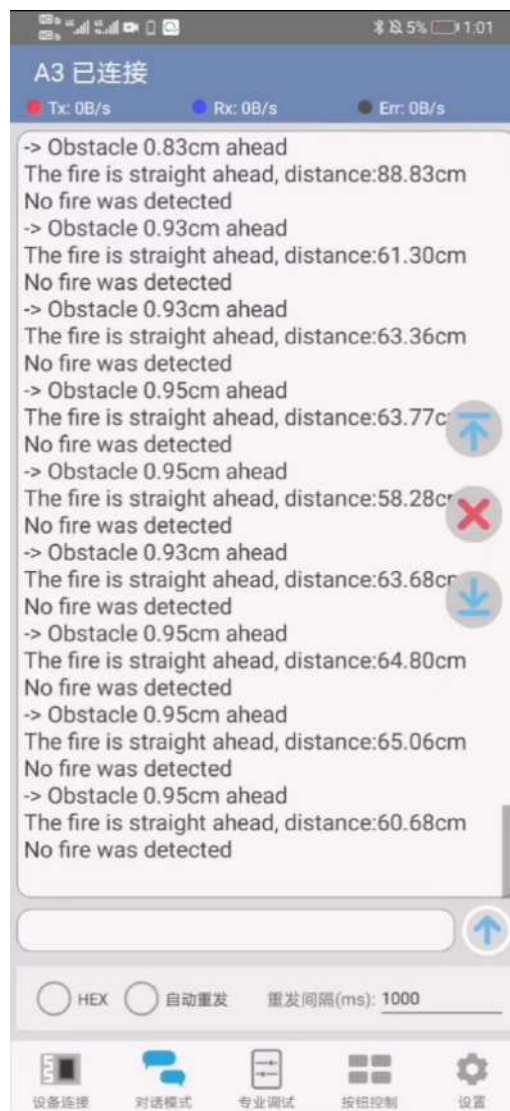 5% 1:01
A3 已连接
Tx: 0B/s Rx: 0B/s Err: 0B/s
-> Obstacle 0.83cm ahead
The fire is straight ahead, distance:88.83cm
No fire was detected
-> Obstacle 0.93cm ahead
The fire is straight ahead, distance:61.30cm
No fire was detected
-> Obstacle 0.93cm ahead
The fire is straight ahead, distance:63.36cm
No fire was detected
-> Obstacle 0.95cm ahead
The fire is straight ahead, distance:63.77c
No fire was detected
-> Obstacle 0.95cm ahead
The fire is straight ahead, distance:58.28c
No fire was detected
-> Obstacle 0.93cm ahead
The fire is straight ahead, distance:63.68c
No fire was detected
-> Obstacle 0.95cm ahead
The fire is straight ahead, distance:64.80cm
No fire was detected
-> Obstacle 0.95cm ahead
The fire is straight ahead, distance:65.06cm
No fire was detected
-> Obstacle 0.95cm ahead
The fire is straight ahead, distance:60.68cm
No fire was detected
HEX 自动重发 重发间隔(ms): 1000
设备连接 对话模式 专业调试 按钮控制 设置